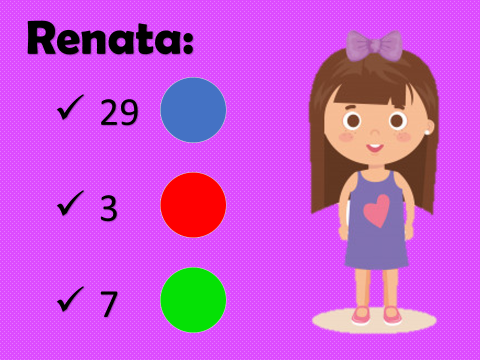 Renata:
✓ 29
✓ 3
✓ 7